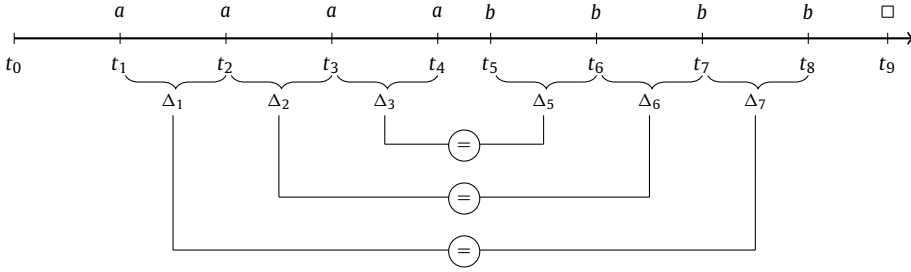 a a a a b b b b □
t₀ t₁ t₂ t₃ t₄ t₅ t₆ t₇ t₈ t₉
Δ₁ Δ₂ Δ₃ Δ₅ Δ₆ Δ₇
=
=
=